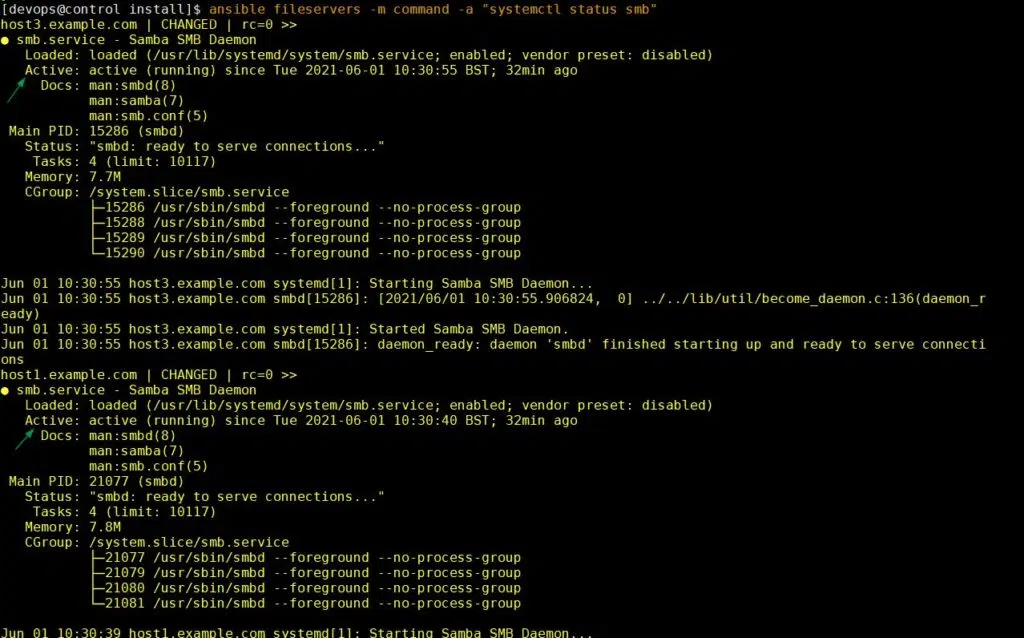 [devops@control install]$ ansible fileservers -m command -a "systemctl status smb"
host3.example.com | CHANGED | rc=0 >>
● smb.service - Samba SMB Daemon
   Loaded: loaded (/usr/lib/systemd/system/smb.service; enabled; vendor preset: disabled)
   Active: active (running) since Tue 2021-06-01 10:30:55 BST; 32min ago
     Docs: man:smbd(8)
           man:samba(7)
           man:smb.conf(5)
 Main PID: 15286 (smbd)
   Status: "smbd: ready to serve connections..."
    Tasks: 4 (limit: 10117)
   Memory: 7.7M
   CGroup: /system.slice/smb.service
           ├─15286 /usr/sbin/smbd --foreground --no-process-group
           ├─15288 /usr/sbin/smbd --foreground --no-process-group
           ├─15289 /usr/sbin/smbd --foreground --no-process-group
           └─15290 /usr/sbin/smbd --foreground --no-process-group

Jun 01 10:30:55 host3.example.com systemd[1]: Starting Samba SMB Daemon...
Jun 01 10:30:55 host3.example.com smbd[15286]: [2021/06/01 10:30:55.906824,  0] ../../lib/util/become_daemon.c:136(daemon_r
eady)
Jun 01 10:30:55 host3.example.com systemd[1]: Started Samba SMB Daemon.
Jun 01 10:30:55 host3.example.com smbd[15286]: daemon_ready: daemon 'smbd' finished starting up and ready to serve connecti
ons
host1.example.com | CHANGED | rc=0 >>
● smb.service - Samba SMB Daemon
   Loaded: loaded (/usr/lib/systemd/system/smb.service; enabled; vendor preset: disabled)
   Active: active (running) since Tue 2021-06-01 10:30:40 BST; 32min ago
     Docs: man:smbd(8)
           man:samba(7)
           man:smb.conf(5)
 Main PID: 21077 (smbd)
   Status: "smbd: ready to serve connections..."
    Tasks: 4 (limit: 10117)
   Memory: 7.8M
   CGroup: /system.slice/smb.service
           ├─21077 /usr/sbin/smbd --foreground --no-process-group
           ├─21079 /usr/sbin/smbd --foreground --no-process-group
           ├─21080 /usr/sbin/smbd --foreground --no-process-group
           └─21081 /usr/sbin/smbd --foreground --no-process-group

Jun 01 10:30:39 host1.example.com systemd[1]: Starting Samba SMB Daemon...